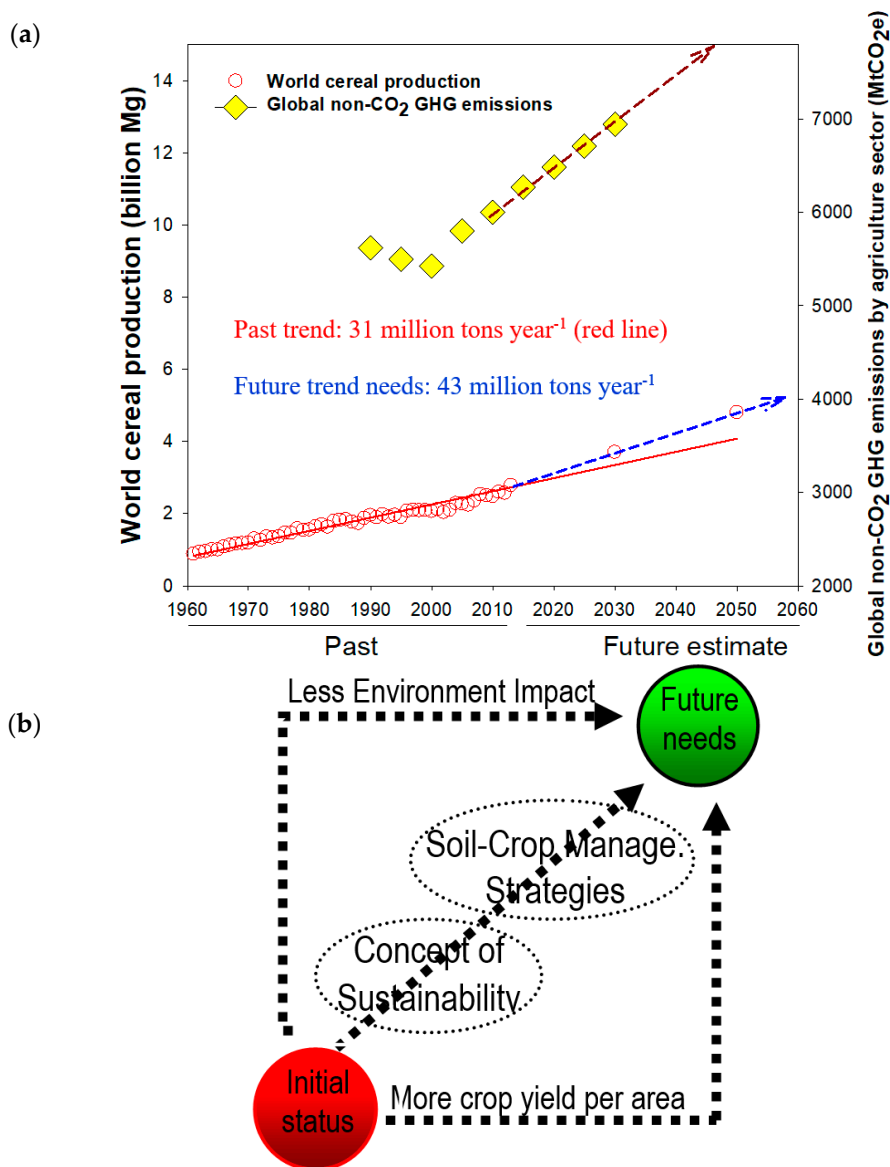 (a)
World cereal production
Global non-CO₂ GHG emissions
World cereal production (billion Mg)
14
12
10
8
6
4
2
0
Past trend: 31 million tons year⁻¹ (red line)
Future trend needs: 43 million tons year⁻¹
7000
6000
5000
4000
3000
2000
Global non-CO₂ GHG emissions by agriculture sector (MtCO₂e)
1960 1970 1980 1990 2000 2010 2020 2030 2040 2050 2060
Past Future estimate
(b)
Less Environment Impact
Future
needs
Soil-Crop Manage.
Strategies
Concept of
Sustainability
Initial
status
More crop yield per area